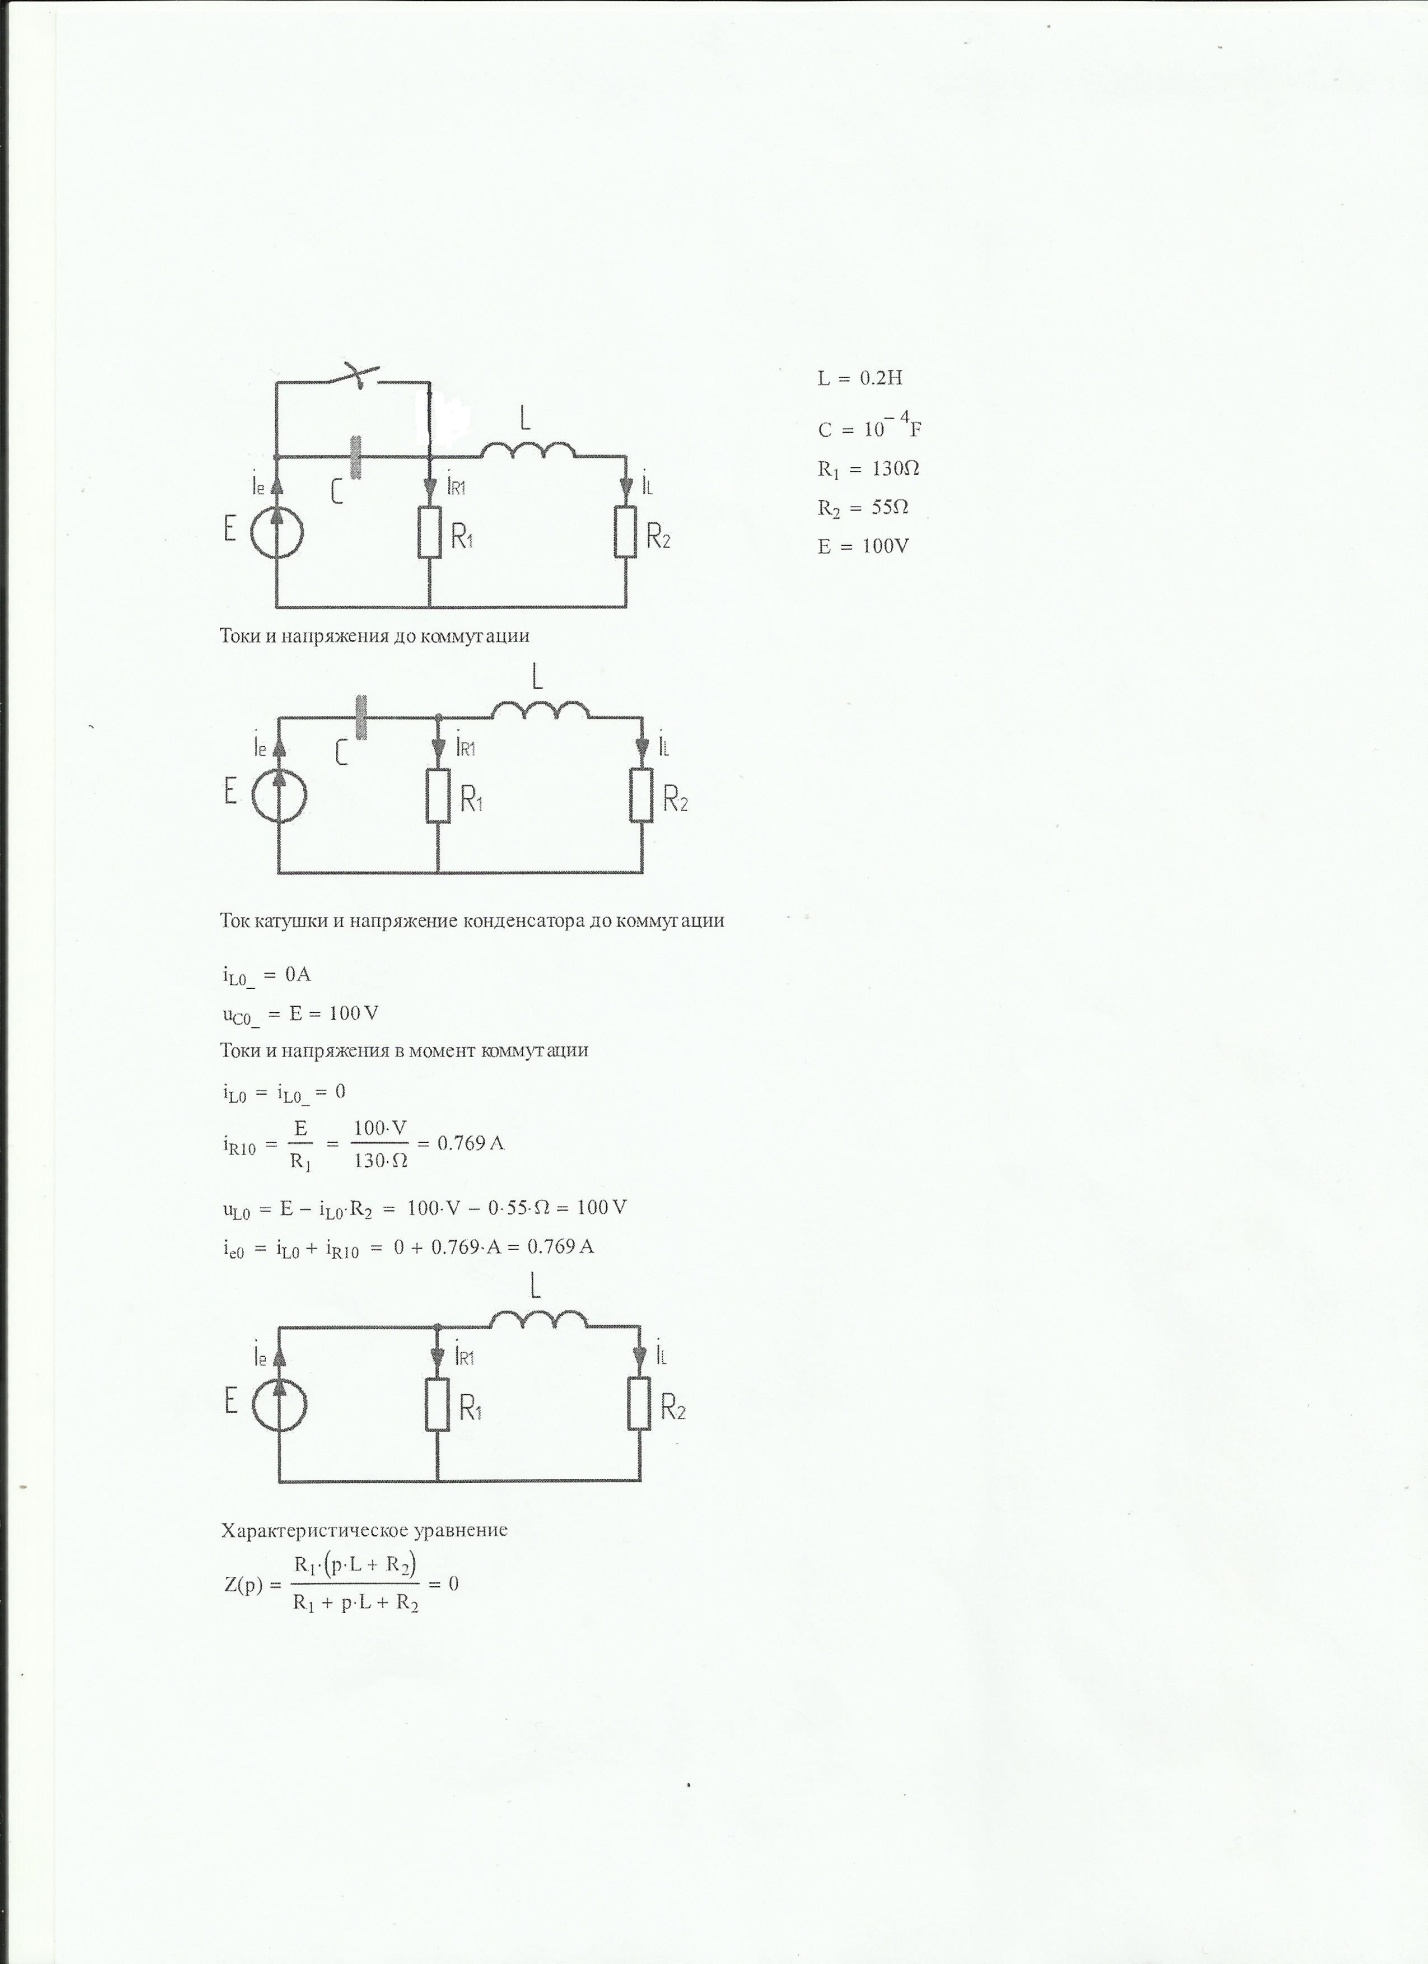 L = 0.2H
C = 10^-4 F
R1 = 130Ω
R2 = 55Ω
E = 100V
L
ie C iR1 iL
E R1 R2
Токи и напряжения до коммутации
L
ie C iR1 iL
E R1 R2
Ток катушки и напряжение конденсатора до коммутации
iL0_ = 0A
uC0_ = E = 100 V
Токи и напряжения в момент коммутации
iL0 = iL0_ = 0
iR10 = E/R1 = 100·V/130·Ω = 0.769 A
uL0 = E − iL0·R2 = 100·V − 0·55·Ω = 100 V
ie0 = iL0 + iR10 = 0 + 0.769·A = 0.769 A
L
ie iR1 iL
E R1 R2
Характеристическое уравнение
Z(p) = R1·(p·L + R2)/(R1 + p·L + R2) = 0